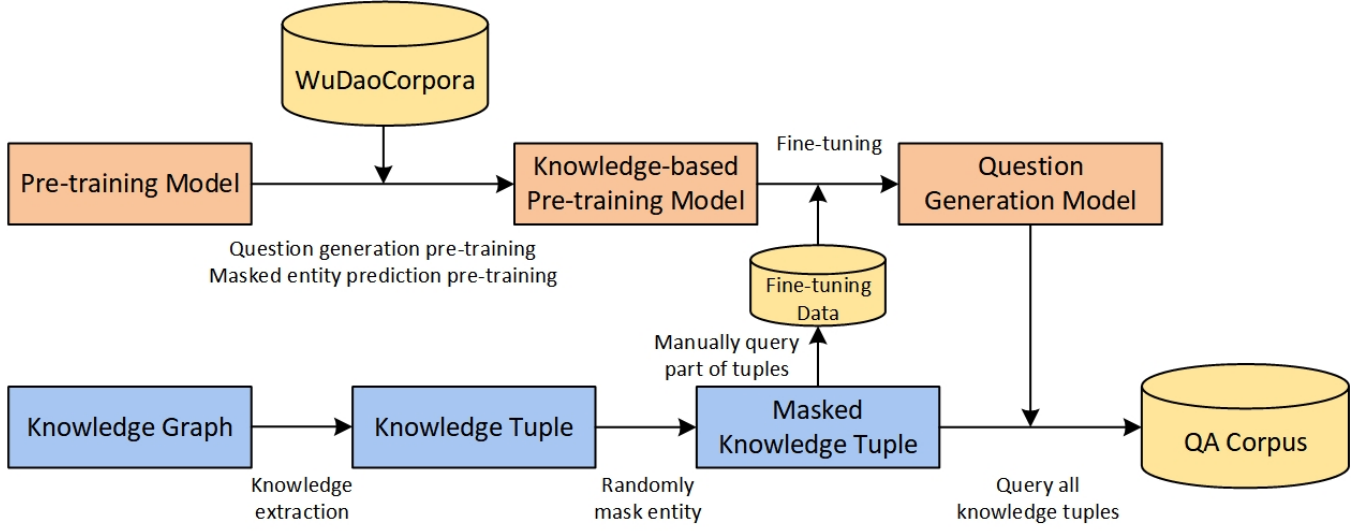 WuDaoCorpora
Pre-training Model
Knowledge-based
Pre-training Model
Fine-tuning
Question
Generation Model
Question generation pre-training
Masked entity prediction pre-training
Fine-tuning
Data
Manually query
part of tuples
Knowledge Graph
Knowledge Tuple
Masked
Knowledge Tuple
QA Corpus
Knowledge
extraction
Randomly
mask entity
Query all
knowledge tuples